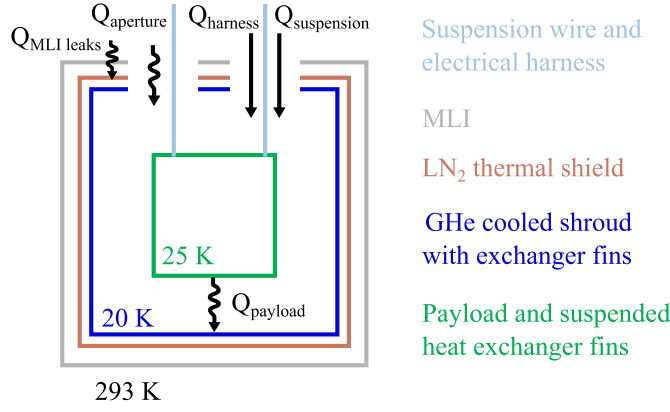 Q_aperture
Q_harness
Q_suspension
Q_MLI leaks
25 K
Q_payload
20 K
293 K
Suspension wire and
electrical harness
MLI
LN₂ thermal shield
GHe cooled shroud
with exchanger fins
Payload and suspended
heat exchanger fins